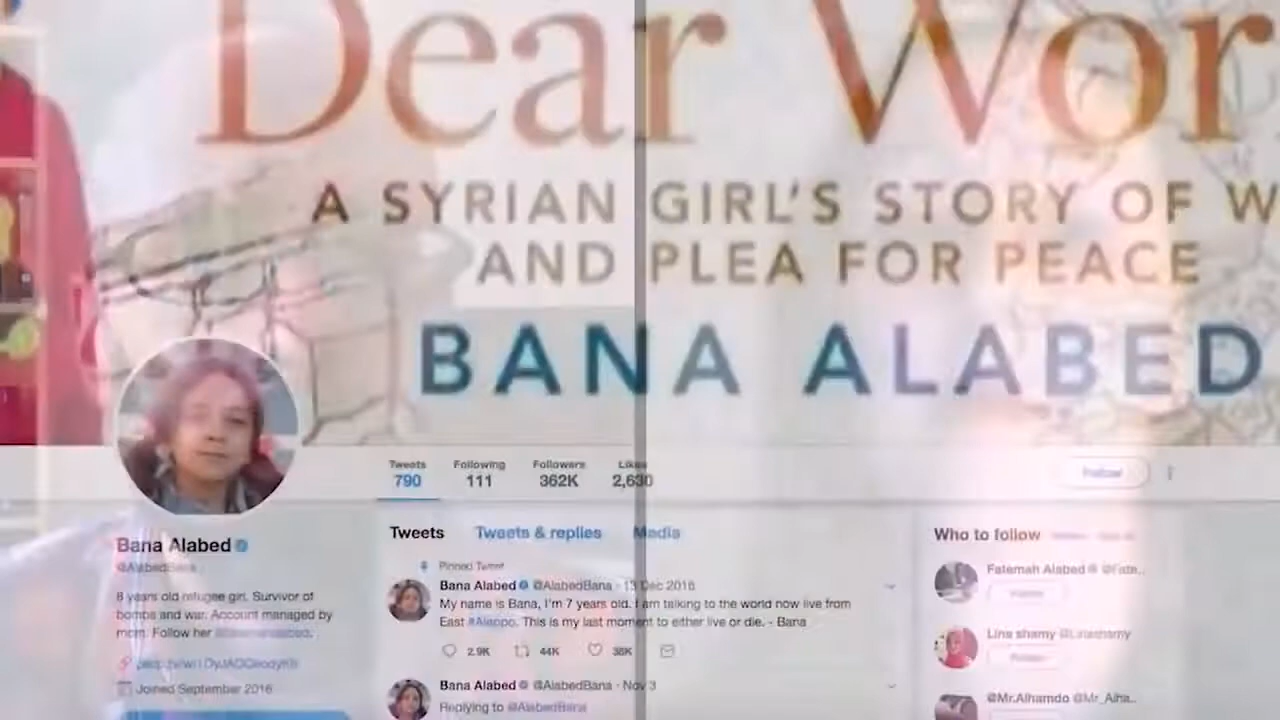 Dear Wor
A SYRIAN GIRL'S STORY OF W
AND PLEA FOR PEACE
BANA ALABED
Tweets Following Followers Likes
790 111 362K 2,630
Follow
Bana Alabed
@AlabedBana
8 years old refugee girl. Survivor of
bombs and war. Account managed by
mom. Follow her
Joined September 2016
Tweets Tweets & replies Media
Pinned Tweet
Bana Alabed @AlabedBana · 13 Dec 2016
My name is Bana, I'm 7 years old. I am talking to the world now live from
East #Aleppo. This is my last moment to either live or die. - Bana
2.9K 44K 38K
Bana Alabed @AlabedBana · Nov 3
Replying to @AlabedBana
Who to follow
Fatemah Alabed @Fate..
Follow
Lina shamy @Linashamy
Follow
@Mr.Alhamdo @Mr_Alha..